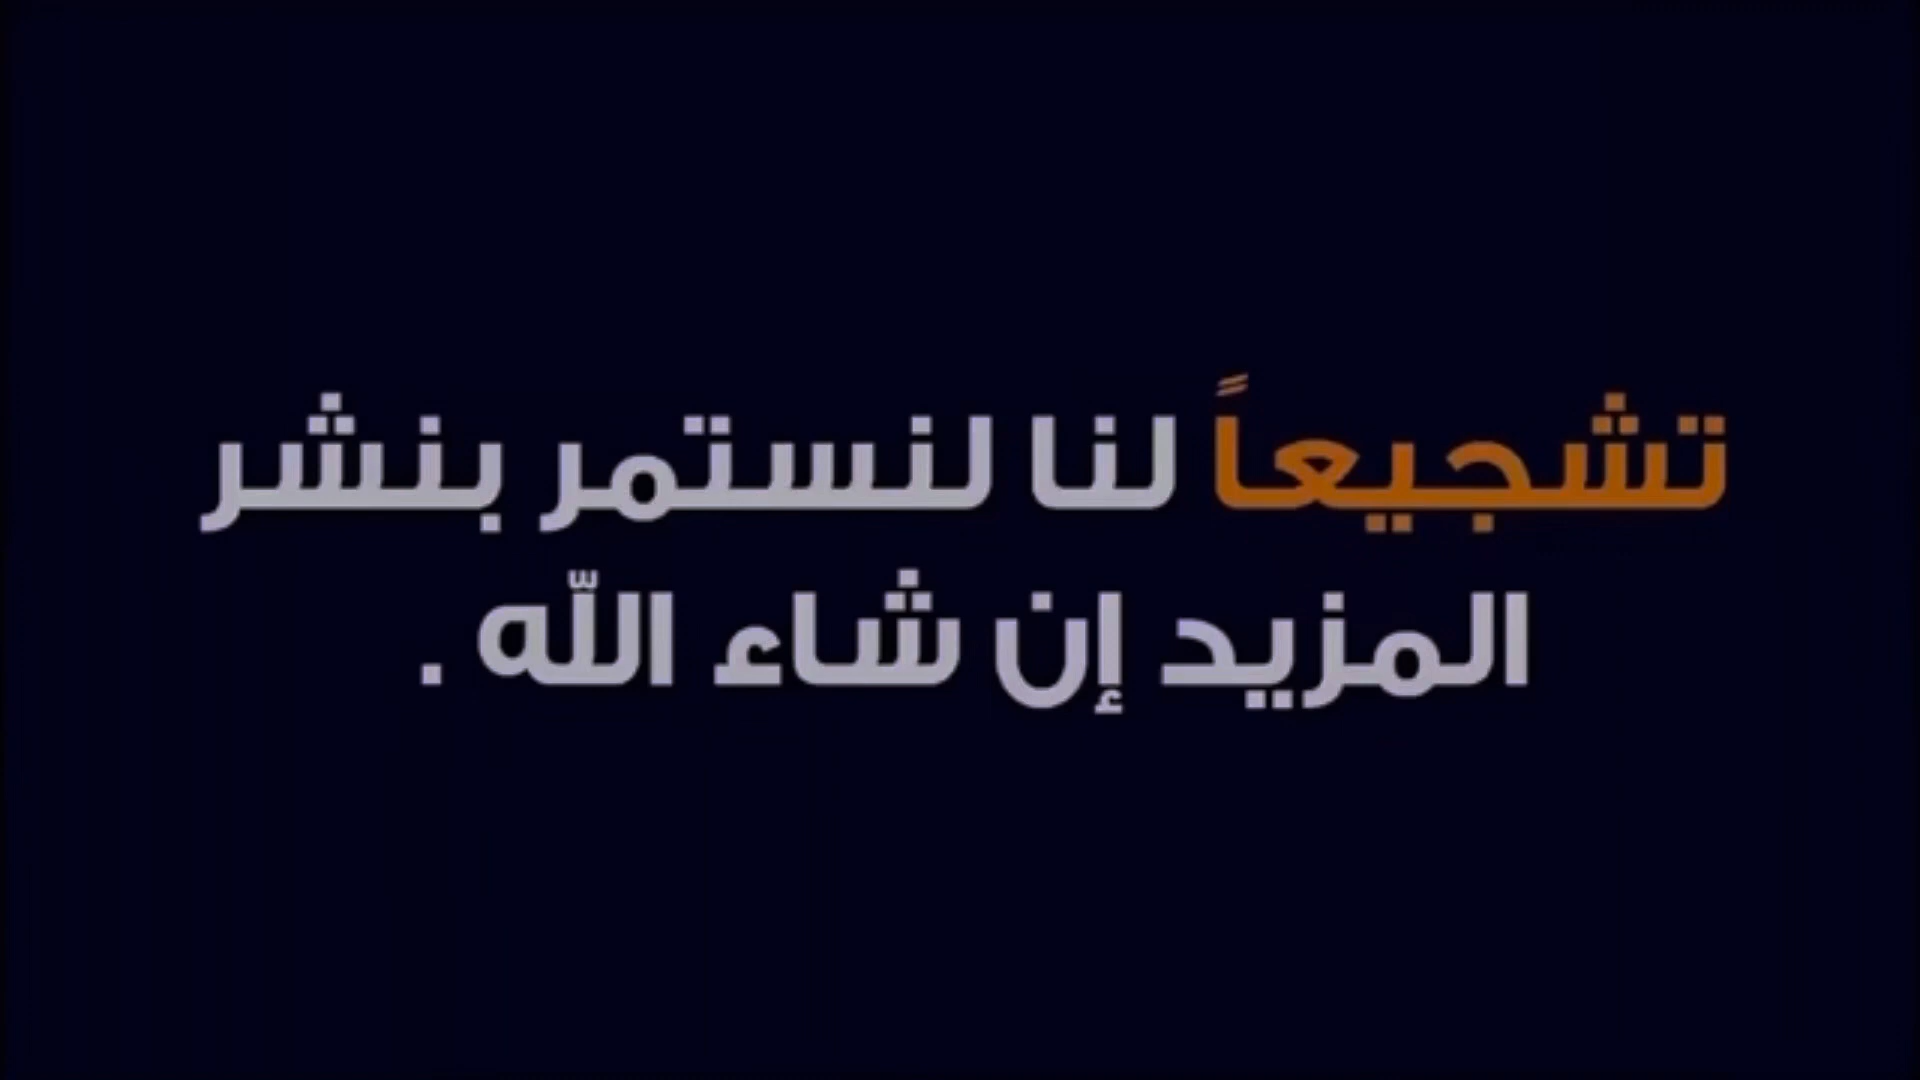 تشجيعاً لنا لنستمر بنشر
المزيد إن شاء اللّه .